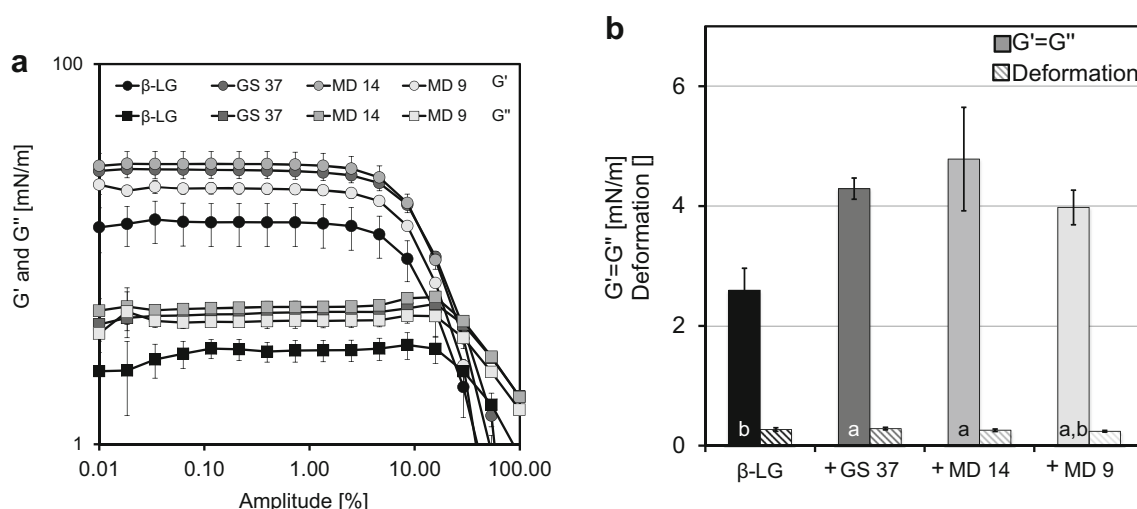 a
100
β-LG GS 37 MD 14 MD 9 G'
β-LG GS 37 MD 14 MD 9 G"
G' and G" [mN/m]
1
0.01 0.10 1.00 10.00 100.00
Amplitude [%]
b
G'=G"
Deformation
G'=G" [mN/m]
Deformation []
6
4
2
0
b a a a,b
β-LG + GS 37 + MD 14 + MD 9